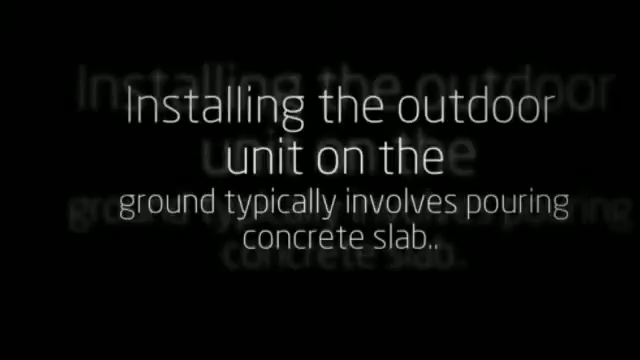 Installing the outdoor
unit on the
ground typically involves pouring
concrete slab..